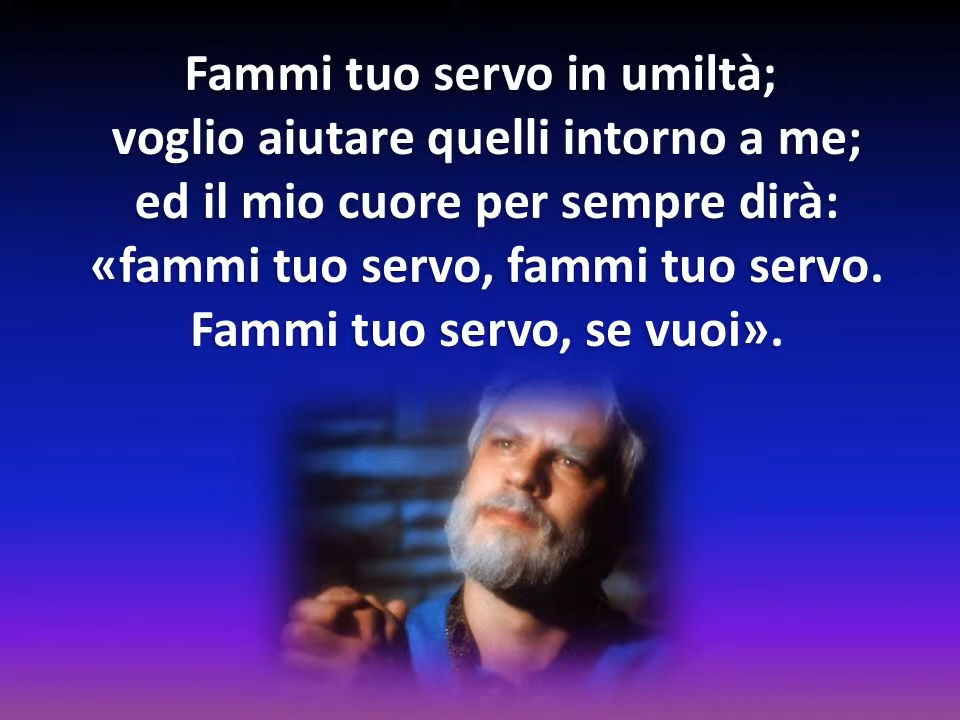 Fammi tuo servo in umiltà;
voglio aiutare quelli intorno a me;
ed il mio cuore per sempre dirà:
«fammi tuo servo, fammi tuo servo.
Fammi tuo servo, se vuoi».